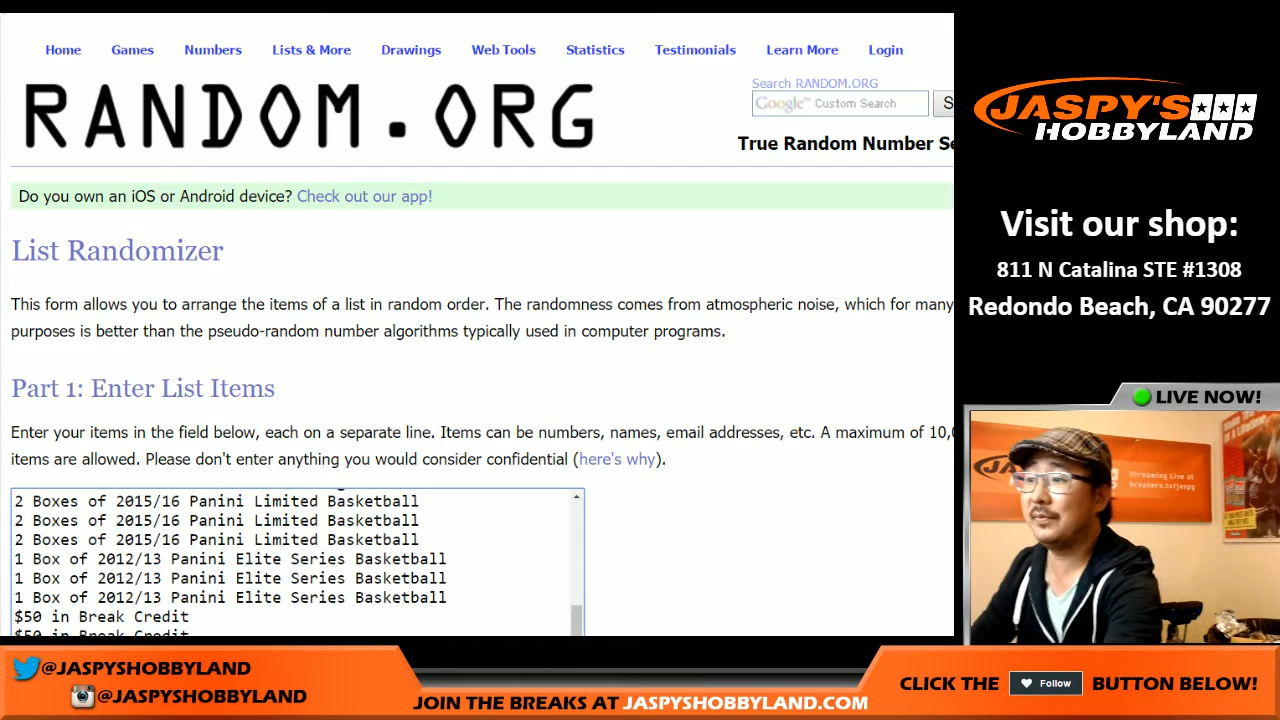 Home Games Numbers Lists & More Drawings Web Tools Statistics Testimonials Learn More Login
RANDOM.ORG
Search RANDOM.ORG
Google™ Custom Search
True Random Number
Do you own an iOS or Android device? Check out our app!
List Randomizer
This form allows you to arrange the items of a list in random order. The randomness comes from atmospheric noise, which for many
purposes is better than the pseudo-random number algorithms typically used in computer programs.
Part 1: Enter List Items
Enter your items in the field below, each on a separate line. Items can be numbers, names, email addresses, etc. A maximum of
items are allowed. Please don't enter anything you would consider confidential (here's why).
2 Boxes of 2015/16 Panini Limited Basketball
2 Boxes of 2015/16 Panini Limited Basketball
2 Boxes of 2015/16 Panini Limited Basketball
1 Box of 2012/13 Panini Elite Series Basketball
1 Box of 2012/13 Panini Elite Series Basketball
1 Box of 2012/13 Panini Elite Series Basketball
$50 in Break Credit
$50 in Break Credit
JASPY'S
HOBBYLAND
Visit our shop:
811 N Catalina STE #1308
Redondo Beach, CA 90277
LIVE NOW!
Streaming Live at
breakers.tv/jaspy
@JASPYSHOBBYLAND
@JASPYSHOBBYLAND
JOIN THE BREAKS AT JASPYSHOBBYLAND.COM
CLICK THE Follow BUTTON BELOW!